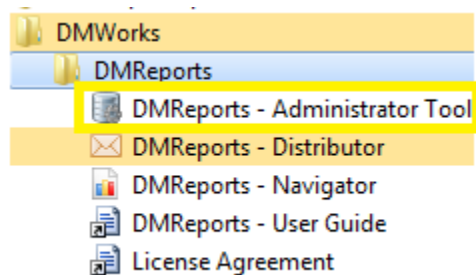 DMWorks
DMReports
DMReports - Administrator Tool
DMReports - Distributor
DMReports - Navigator
DMReports - User Guide
License Agreement